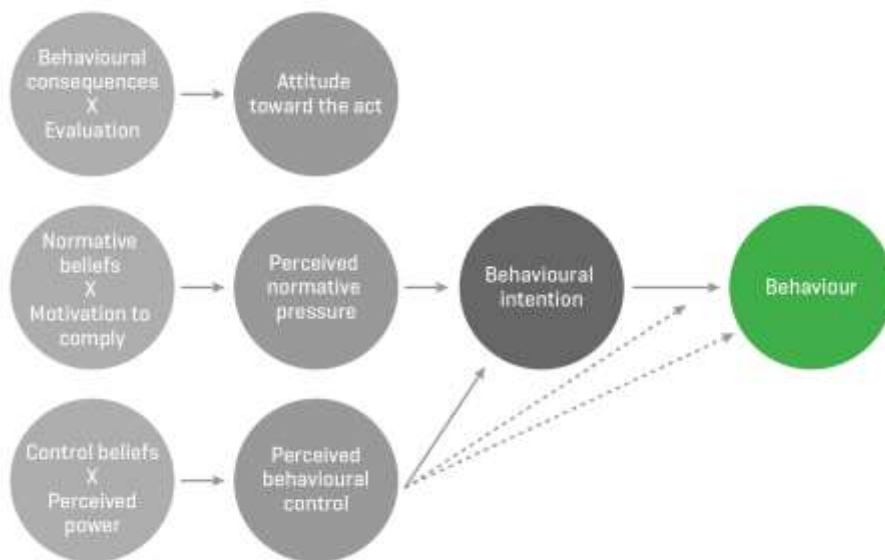 Behavioural
consequences
X
Evaluation
Attitude
toward the act
Normative
beliefs
X
Motivation to
comply
Perceived
normative
pressure
Behavioural
intention
Behaviour
Control beliefs
X
Perceived
power
Perceived
behavioural
control